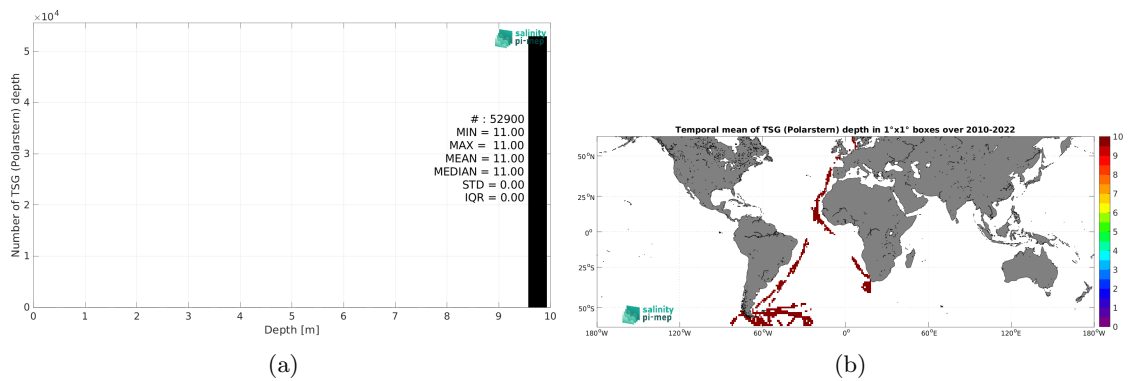 ×10⁴
5
4
3
2
1
0
Number of TSG (Polarstern) depth
salinity
pi-mep
# : 52900
MIN = 11.00
MAX = 11.00
MEAN = 11.00
MEDIAN = 11.00
STD = 0.00
IQR = 0.00
0 1 2 3 4 5 6 7 8 9 10
Depth [m]
(a)
Temporal mean of TSG (Polarstern) depth in 1°x1° boxes over 2010-2022
50°N
25°N
0°
25°S
50°S
salinity
pi-mep
180°W 120°W 60°W 0° 60°E 120°E 180°E
10
9
8
7
6
5
4
3
2
1
0
(b)